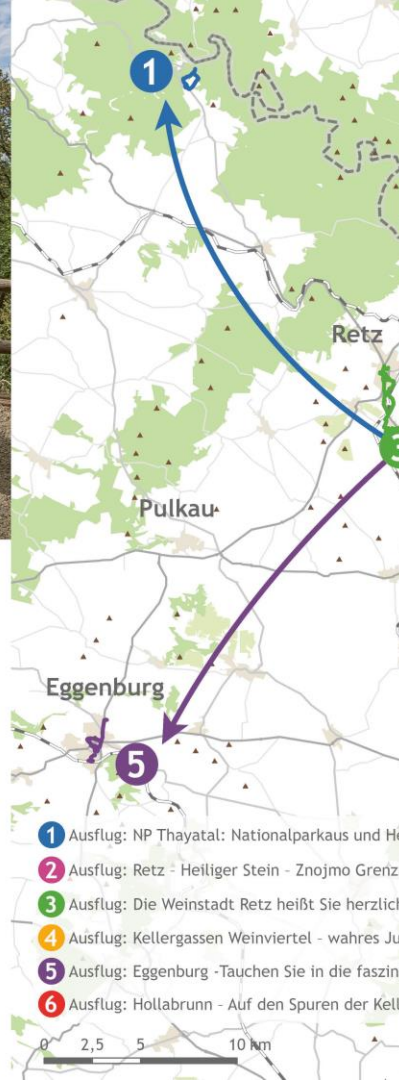 1
Retz
3
Pulkau
Eggenburg
5
1 Ausflug: NP Thayatal: Nationalparkaus und He
2 Ausflug: Retz - Heiliger Stein - Znojmo Grenz
3 Ausflug: Die Weinstadt Retz heißt Sie herzlich
4 Ausflug: Kellergassen Weinviertel - wahres Ju
5 Ausflug: Eggenburg -Tauchen Sie in die faszin
6 Ausflug: Hollabrunn - Auf den Spuren der Kell
0 2,5 5 10 km